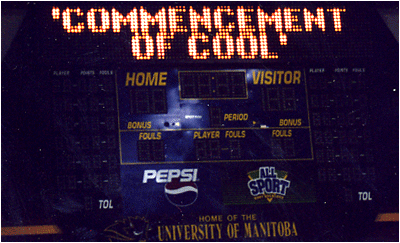 'COMMENCEMENT
OF COOL'
PLAYER POINTS FOULS
HOME VISITOR
PLAYER POINTS FOULS
PERIOD
BONUS BONUS
FOULS PLAYER FOULS FOULS
PEPSI
ALL
SPORT
TOL TOL
HOME OF THE
UNIVERSITY OF MANITOBA